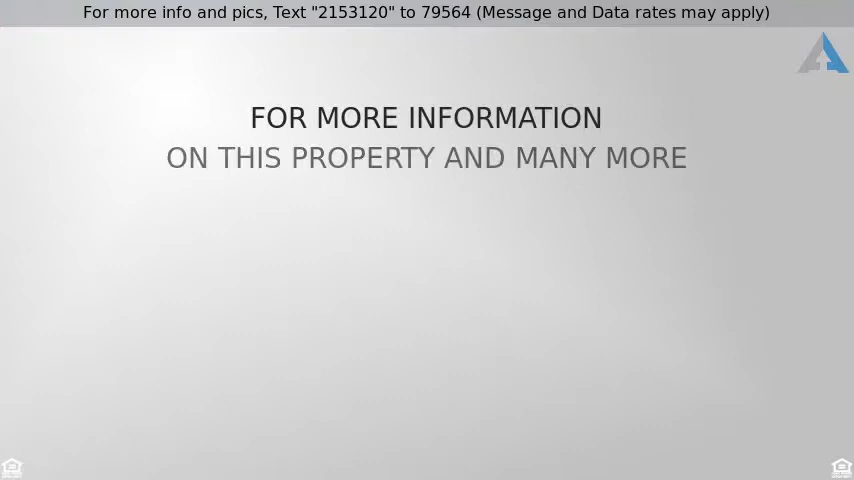 For more info and pics, Text "2153120" to 79564 (Message and Data rates may apply)
FOR MORE INFORMATION
ON THIS PROPERTY AND MANY MORE